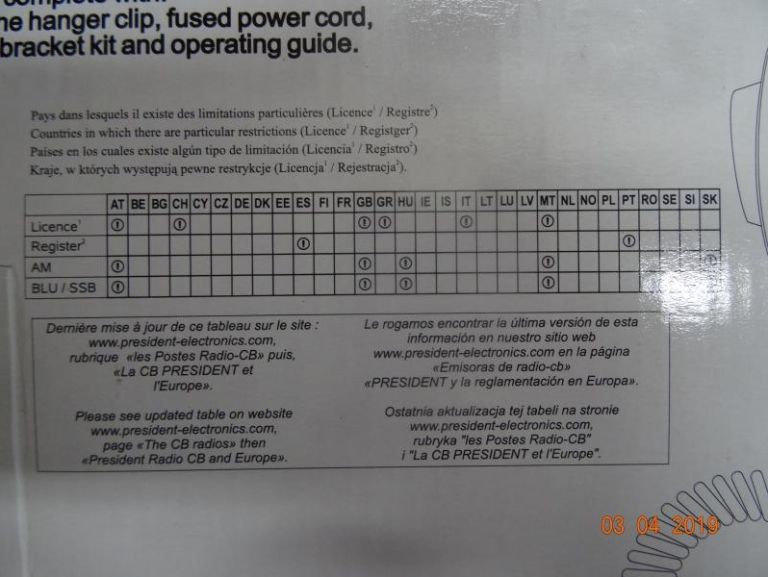 he hanger clip, fused power cord,
bracket kit and operating guide.
Pays dans lesquels il existe des limitations particulières (Licence¹ / Registre²)
Countries in which there are particular restrictions (Licence¹ / Registger²)
Países en los cuales existe algún tipo de limitación (Licencia¹ / Registro²)
Kraje, w których występują pewne restrykcje (Licencja¹ / Rejestracja²).
AT BE BG CH CY CZ DE DK EE ES FI FR GB GR HU IE IS IT LT LU LV MT NL NO PL PT RO SE SI SK
Licence¹ ! ! ! ! ! !
Register² ! !
AM ! ! ! ! !
BLU / SSB ! ! ! !
Derniére mise à jour de ce tableau sur le site :
www.president-electronics.com,
rubrique «les Postes Radio-CB» puis,
«La CB PRESIDENT et
l'Europe».
Le rogamos encontrar la última versión de esta
información en nuestro sitio web
www.president-electronics.com en la página
«Emisoras de radio-cb»
«PRESIDENT y la reglamentación en Europa».
Please see updated table on website
www.president-electronics.com,
page «The CB radios» then
«President Radio CB and Europe».
Ostatnia aktualizacja tej tabeli na stronie
www.president-electronics.com,
rubryka "les Postes Radio-CB"
i "La CB PRESIDENT et l'Europe".
03 04 2019